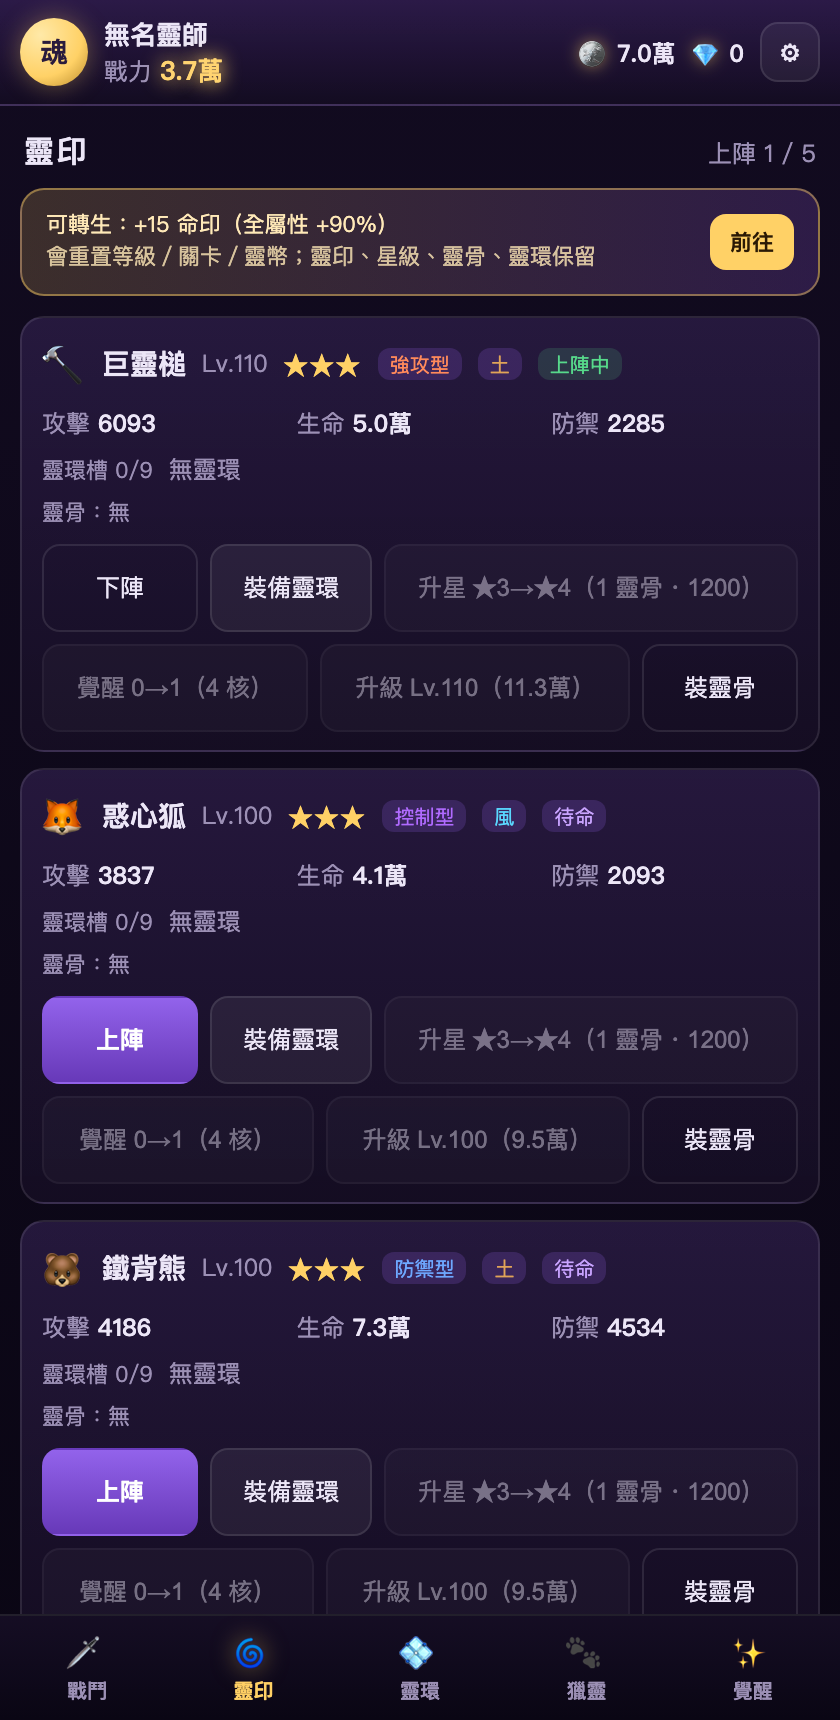 魂
無名靈師
戰力 3.7萬
7.0萬 0
靈印
上陣 1 / 5
可轉生：+15 命印（全屬性 +90%）
會重置等級 / 關卡 / 靈幣；靈印、星級、靈骨、靈環保留
前往
巨靈槌 Lv.110 ★★★ 強攻型 土 上陣中
攻擊 6093 生命 5.0萬 防禦 2285
靈環槽 0/9 無靈環
靈骨：無
下陣 裝備靈環 升星 ★3→★4（1 靈骨・1200）
覺醒 0→1（4 核） 升級 Lv.110（11.3萬） 裝靈骨
惑心狐 Lv.100 ★★★ 控制型 風 待命
攻擊 3837 生命 4.1萬 防禦 2093
靈環槽 0/9 無靈環
靈骨：無
上陣 裝備靈環 升星 ★3→★4（1 靈骨・1200）
覺醒 0→1（4 核） 升級 Lv.100（9.5萬） 裝靈骨
鐵背熊 Lv.100 ★★★ 防禦型 土 待命
攻擊 4186 生命 7.3萬 防禦 4534
靈環槽 0/9 無靈環
靈骨：無
上陣 裝備靈環 升星 ★3→★4（1 靈骨・1200）
覺醒 0→1（4 核） 升級 Lv.100（9.5萬） 裝靈骨
戰鬥 靈印 靈環 獵靈 覺醒